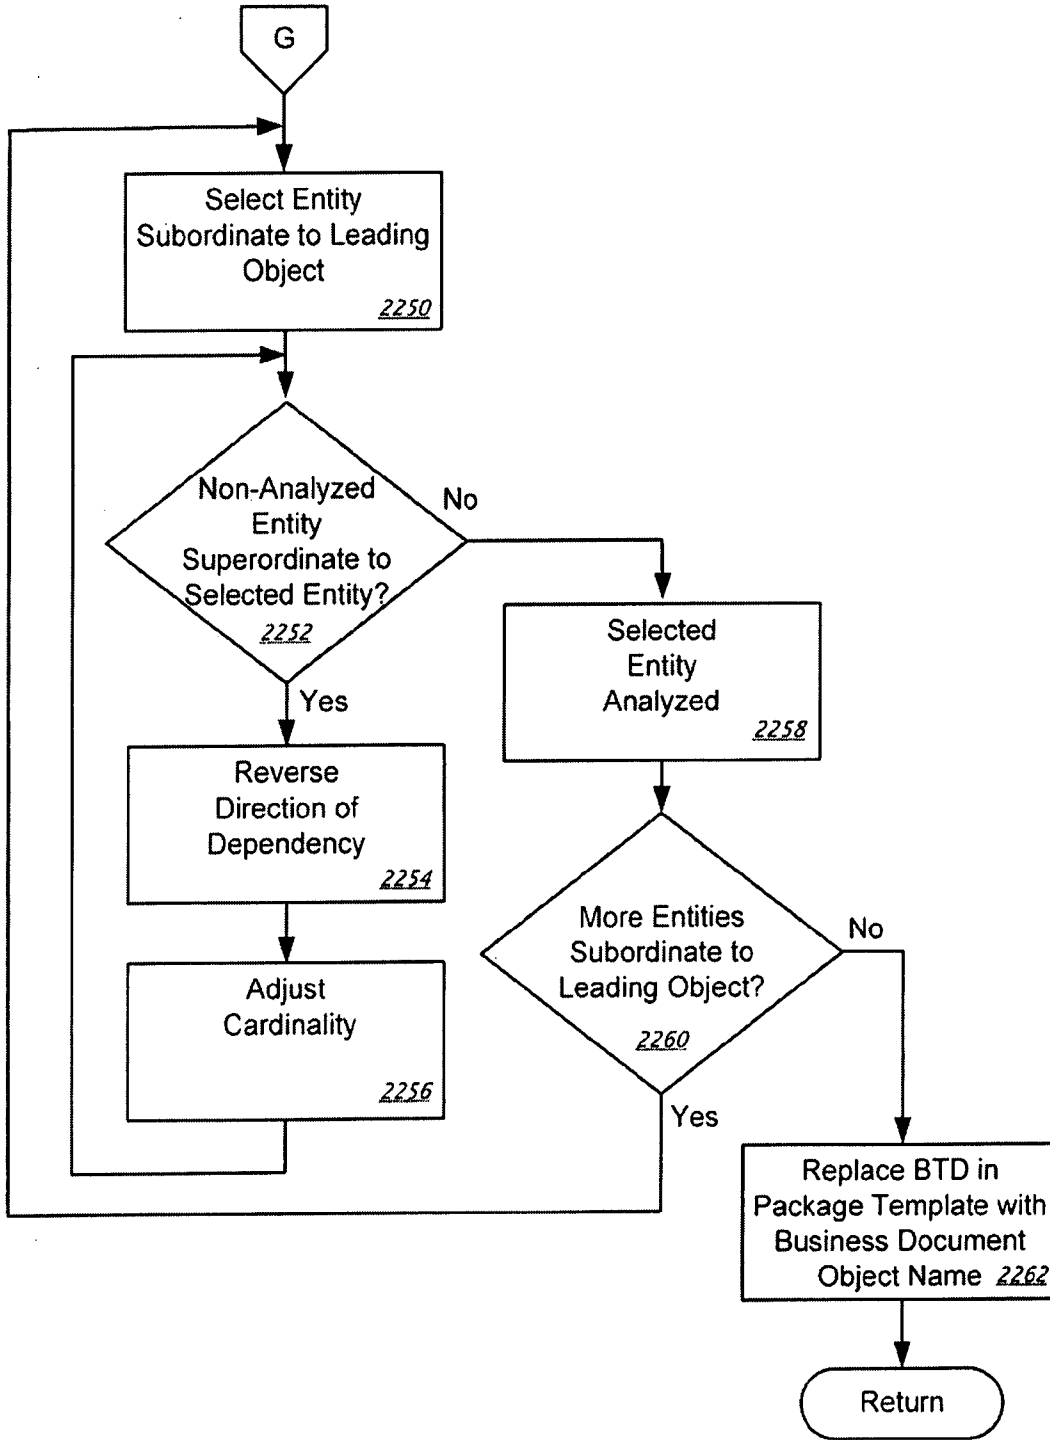 G
Select Entity
Subordinate to Leading
Object
2250
Non-Analyzed
Entity
Superordinate to
Selected Entity?
2252
No
Yes
Reverse
Direction of
Dependency
2254
Adjust
Cardinality
2256
Selected
Entity
Analyzed
2258
More Entities
Subordinate to
Leading Object?
2260
No
Yes
Replace BTD in
Package Template with
Business Document
Object Name 2262
Return